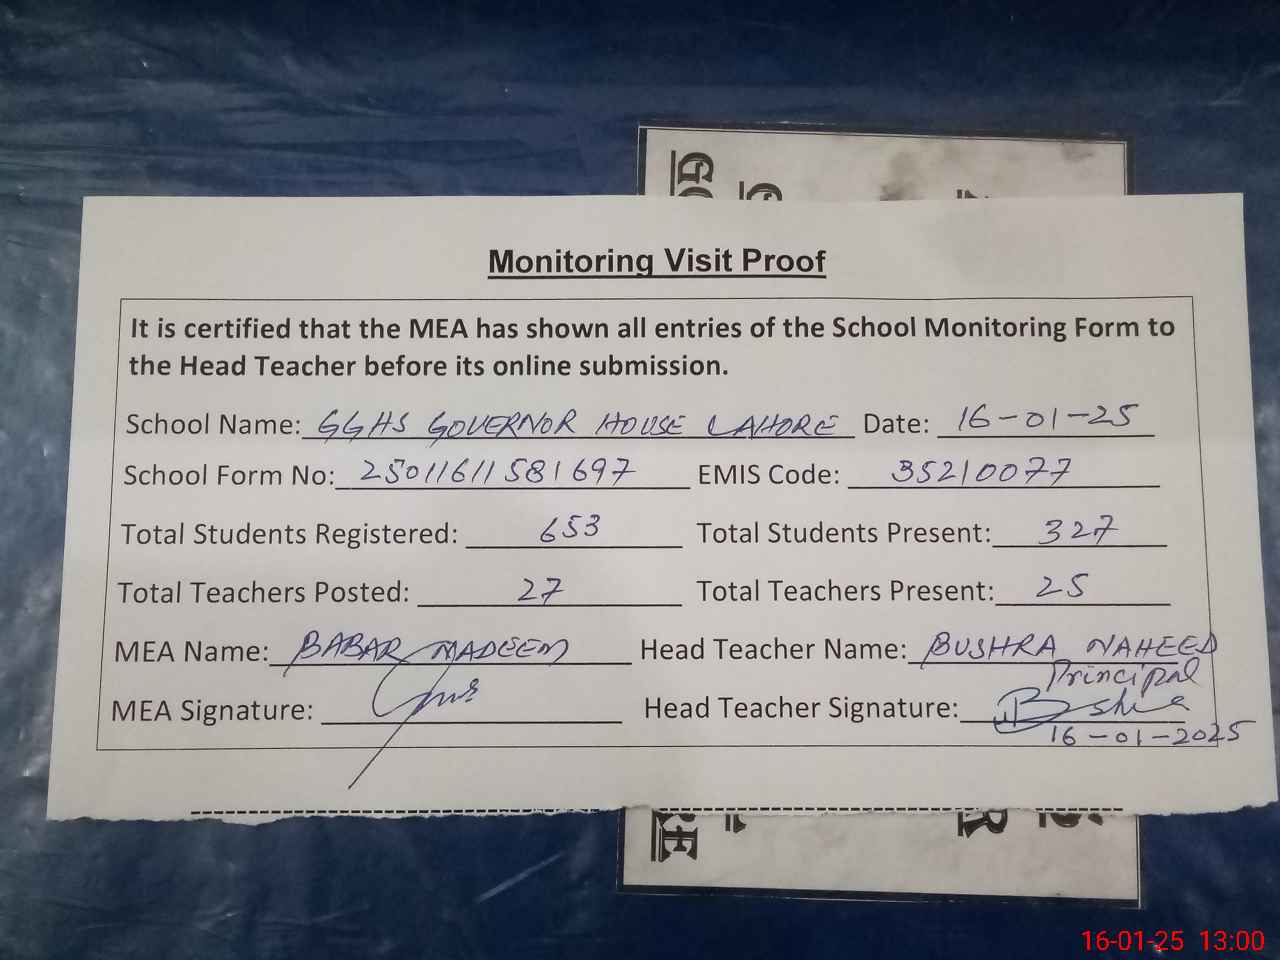 Monitoring Visit Proof
It is certified that the MEA has shown all entries of the School Monitoring Form to
the Head Teacher before its online submission.
School Name: GGHS GOVERNOR HOUSE LAHORE Date: 16-01-25
School Form No: 25011611581697 EMIS Code: 35210077
Total Students Registered: 653 Total Students Present: 327
Total Teachers Posted: 27 Total Teachers Present: 25
MEA Name: BABAR NADEEM Head Teacher Name: BUSHRA NAHEED
Principal
MEA Signature: Head Teacher Signature: Bushra
16-01-2025
16-01-25 13:00